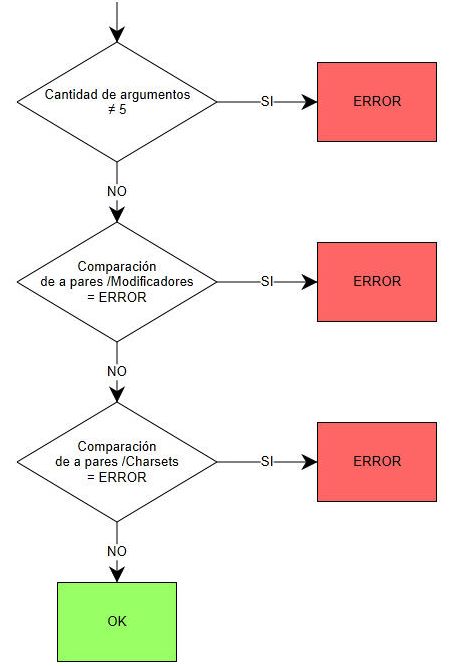 Cantidad de argumentos
≠ 5
SI
ERROR
NO
Comparación
de a pares /Modificadores
= ERROR
SI
ERROR
NO
Comparación
de a pares /Charsets
= ERROR
SI
ERROR
NO
OK